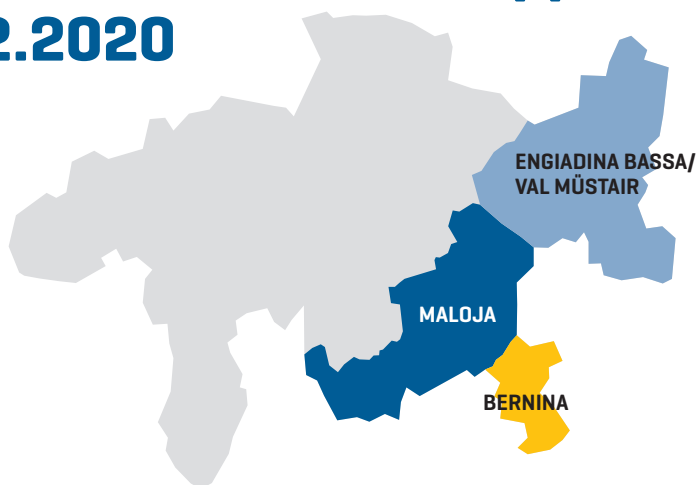 2.2020
ENGIADINA BASSA/
VAL MÜSTAIR
MALOJA
BERNINA